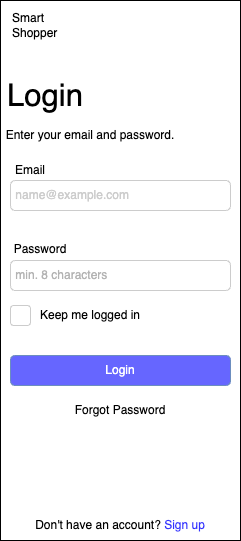 Smart
Shopper
Login
Enter your email and password.
Email
name@example.com
Password
min. 8 characters
Keep me logged in
Login
Forgot Password
Don't have an account? Sign up